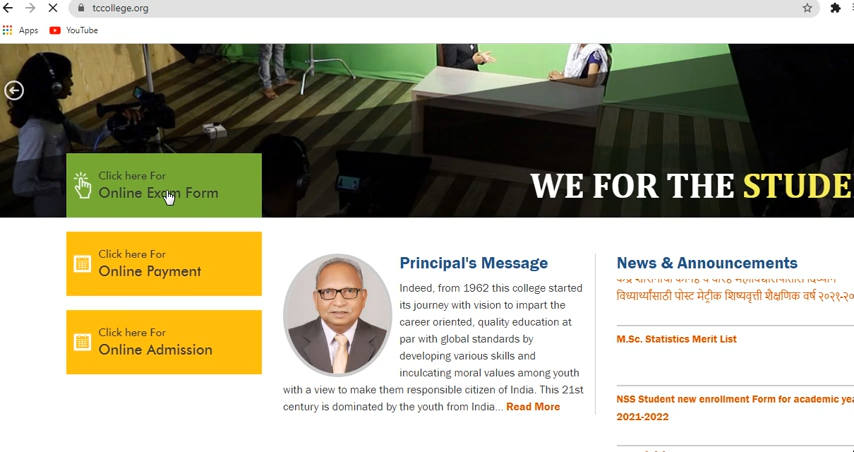 tccollege.org
Apps
YouTube
Click here For
Online Exam Form
WE FOR THE STUDE
Click here For
Online Payment
Click here For
Online Admission
Principal's Message
Indeed, from 1962 this college started
its journey with vision to impart the
career oriented, quality education at
par with global standards by
developing various skills and
inculcating moral values among youth
with a view to make them responsible citizen of India. This 21st
century is dominated by the youth from India... Read More
News & Announcements
विद्यार्थ्यांसाठी पोस्ट मेट्रीक शिष्यवृत्ती शैक्षणिक वर्ष २०२१-२०
M.Sc. Statistics Merit List
NSS Student new enrollment Form for academic yea
2021-2022